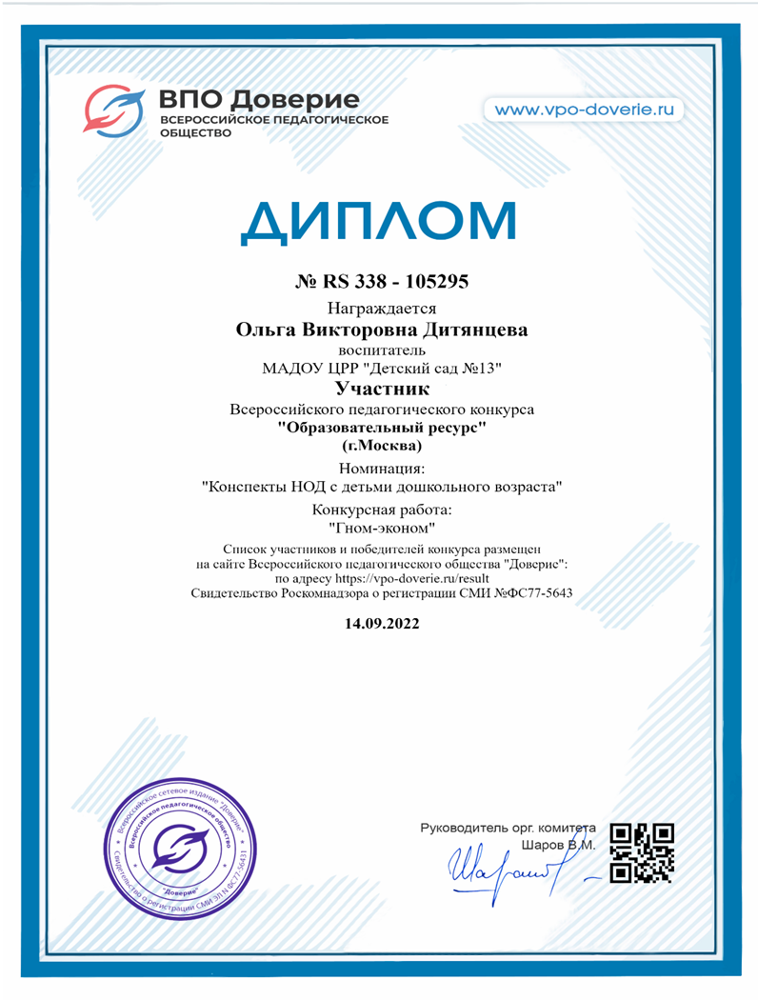 ВПО Доверие
ВСЕРОССИЙСКОЕ ПЕДАГОГИЧЕСКОЕ
ОБЩЕСТВО
www.vpo-doverie.ru
ДИПЛОМ
№ RS 338 - 105295
Награждается
Ольга Викторовна Дитянцева
воспитатель
МАДОУ ЦРР "Детский сад №13"
Участник
Всероссийского педагогического конкурса
"Образовательный ресурс"
(г.Москва)
Номинация:
"Конспекты НОД с детьми дошкольного возраста"
Конкурсная работа:
"Гном-эконом"
Список участников и победителей конкурса размещен
на сайте Всероссийского педагогического общества "Доверие":
по адресу https://vpo-doverie.ru/result
Свидетельство Роскомнадзора о регистрации СМИ №ФС77-5643
14.09.2022
Всероссийское сетевое издание "Доверие"
Свидетельство о регистрации СМИ ЭЛ N ФС77-56431
Всероссийское педагогическое общество
"Доверие"
Руководитель орг. комитета
Шаров В.М.